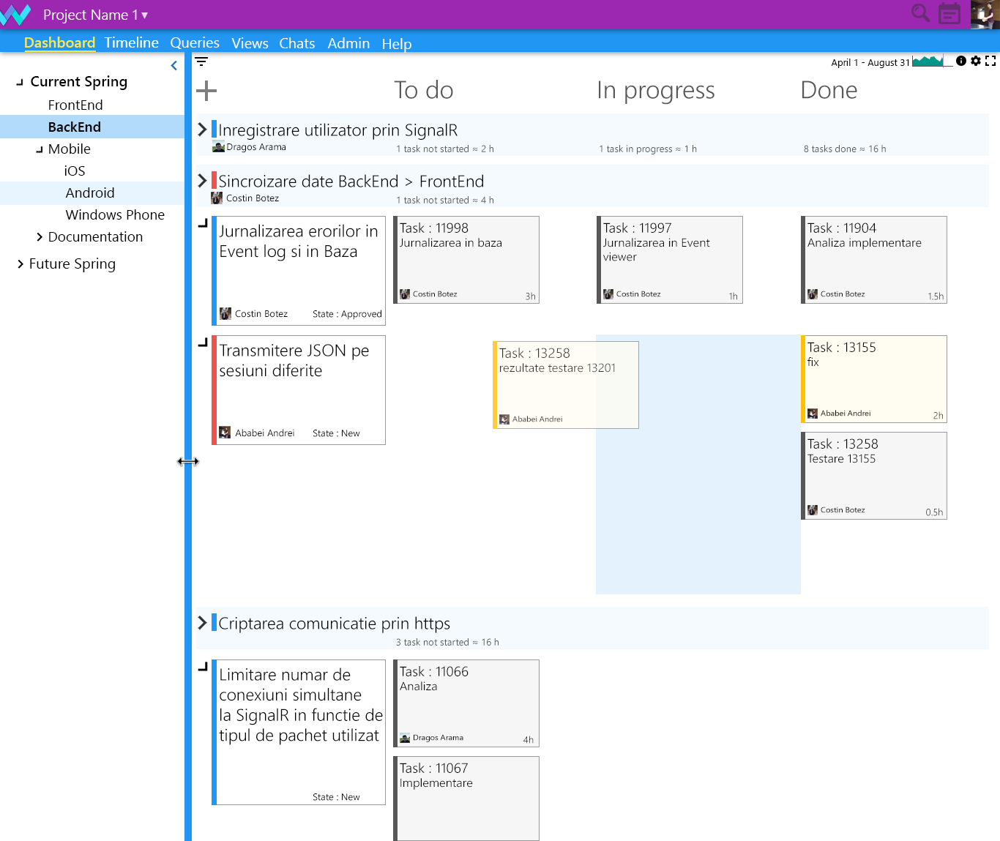 Project Name 1
Dashboard Timeline Queries Views Chats Admin Help
April 1 - August 31
Current Spring
FrontEnd
BackEnd
Mobile
iOS
Android
Windows Phone
Documentation
Future Spring
To do In progress Done
Inregistrare utilizator prin SignalR
Dragos Arama 1 task not started ≈ 2 h 1 task in progress ≈ 1 h 8 tasks done ≈ 16 h
Sincroizare date BackEnd > FrontEnd
Costin Botez 1 task not started ≈ 4 h
Jurnalizarea erorilor in
Event log si in Baza
Costin Botez State : Approved
Task : 11998
Jurnalizarea in baza
Costin Botez 3h
Task : 11997
Jurnalizarea in Event
viewer
Costin Botez 1h
Task : 11904
Analiza implementare
Costin Botez 1.5h
Transmitere JSON pe
sesiuni diferite
Ababei Andrei State : New
Task : 13258
rezultate testare 13201
Ababei Andrei
Task : 13155
fix
Ababei Andrei 2h
Task : 13258
Testare 13155
Costin Botez 0.5h
Criptarea comunicatie prin https
3 task not started ≈ 16 h
Limitare numar de
conexiuni simultane
la SignalR in functie de
tipul de pachet utilizat
State : New
Task : 11066
Analiza
Dragos Arama 4h
Task : 11067
Implementare